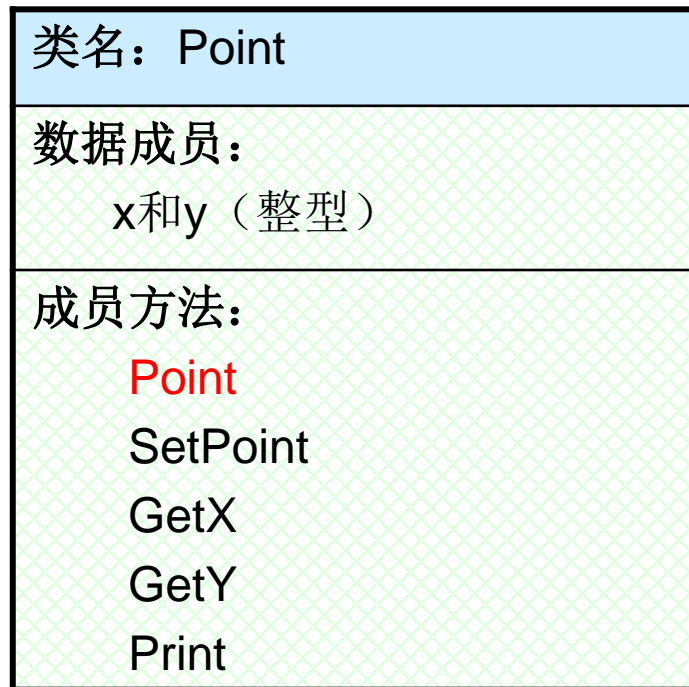 类名：Point
数据成员：
x和y（整型）
成员方法：
Point
SetPoint
GetX
GetY
Print